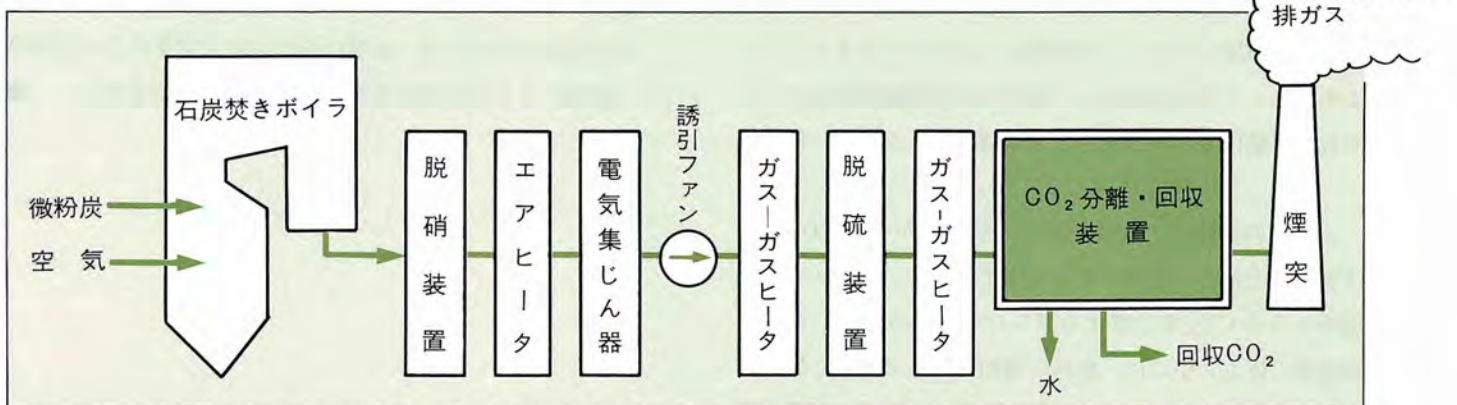 排ガス
石炭焚きボイラ
微粉炭
空 気
脱硝装置
エアヒータ
電気集じん器
誘引ファン
ガス―ガスヒータ
脱硫装置
ガス-ガスヒータ
CO₂分離・回収
装 置
煙突
水
回収CO₂